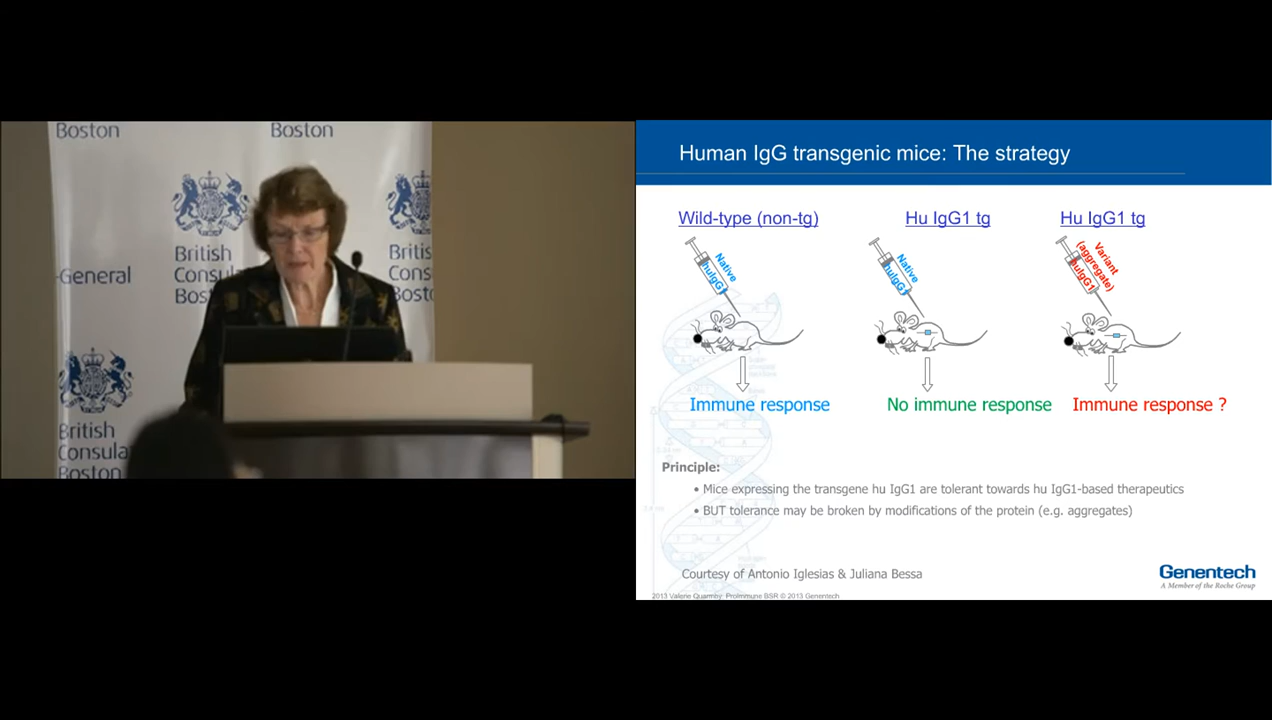 Boston
Boston
British
Consula
Bost
Britis
Cons
Bosto
-General
British
Consula
Boston
Human IgG transgenic mice: The strategy
Wild-type (non-tg)
Hu IgG1 tg
Hu IgG1 tg
Native
huIgG1
Native
huIgG1
Variant
(aggregate)
huIgG1
Immune response
No immune response
Immune response ?
Principle:
• Mice expressing the transgene hu IgG1 are tolerant towards hu IgG1-based therapeutics
• BUT tolerance may be broken by modifications of the protein (e.g. aggregates)
Courtesy of Antonio Iglesias & Juliana Bessa
Genentech
A Member of the Roche Group
2013 Valerie Quarmby ProImmune BSR © 2013 Genentech